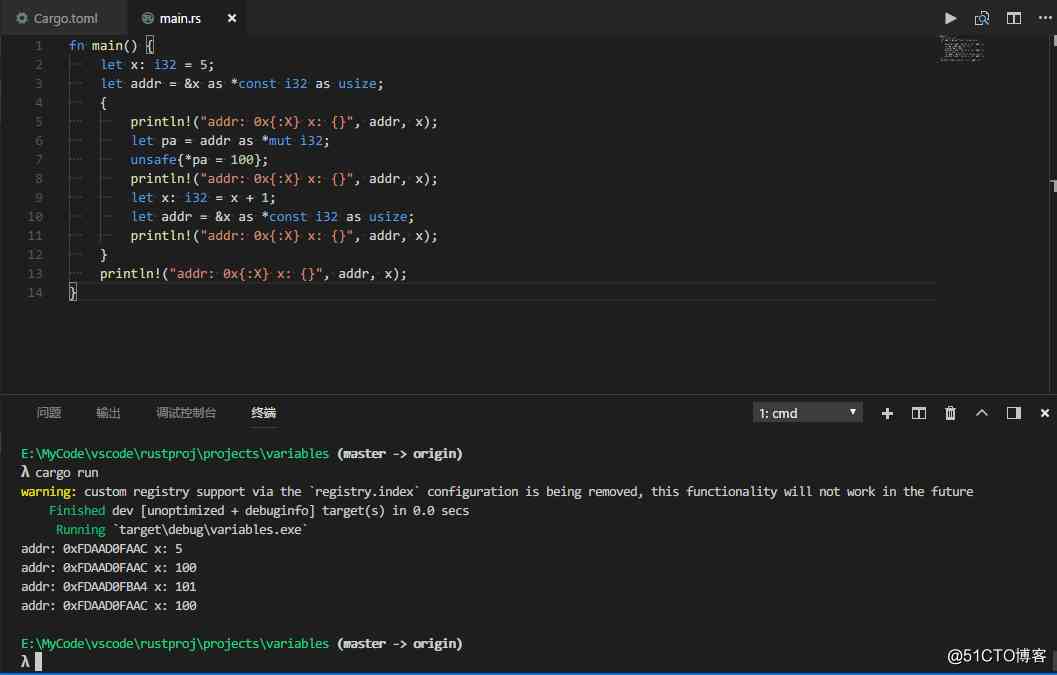 Cargo.toml main.rs
1 fn main() {
2 let x: i32 = 5;
3 let addr = &x as *const i32 as usize;
4 {
5 println!("addr: 0x{:X} x: {}", addr, x);
6 let pa = addr as *mut i32;
7 unsafe{*pa = 100};
8 println!("addr: 0x{:X} x: {}", addr, x);
9 let x: i32 = x + 1;
10 let addr = &x as *const i32 as usize;
11 println!("addr: 0x{:X} x: {}", addr, x);
12 }
13 println!("addr: 0x{:X} x: {}", addr, x);
14 }
问题 输出 调试控制台 终端 1: cmd
E:\MyCode\vscode\rustproj\projects\variables (master -> origin)
λ cargo run
warning: custom registry support via the `registry.index` configuration is being removed, this functionality will not work in the future
Finished dev [unoptimized + debuginfo] target(s) in 0.0 secs
Running `target\debug\variables.exe`
addr: 0xFDAAD0FAAC x: 5
addr: 0xFDAAD0FAAC x: 100
addr: 0xFDAAD0FBA4 x: 101
addr: 0xFDAAD0FAAC x: 100
E:\MyCode\vscode\rustproj\projects\variables (master -> origin)
λ
@51CTO博客